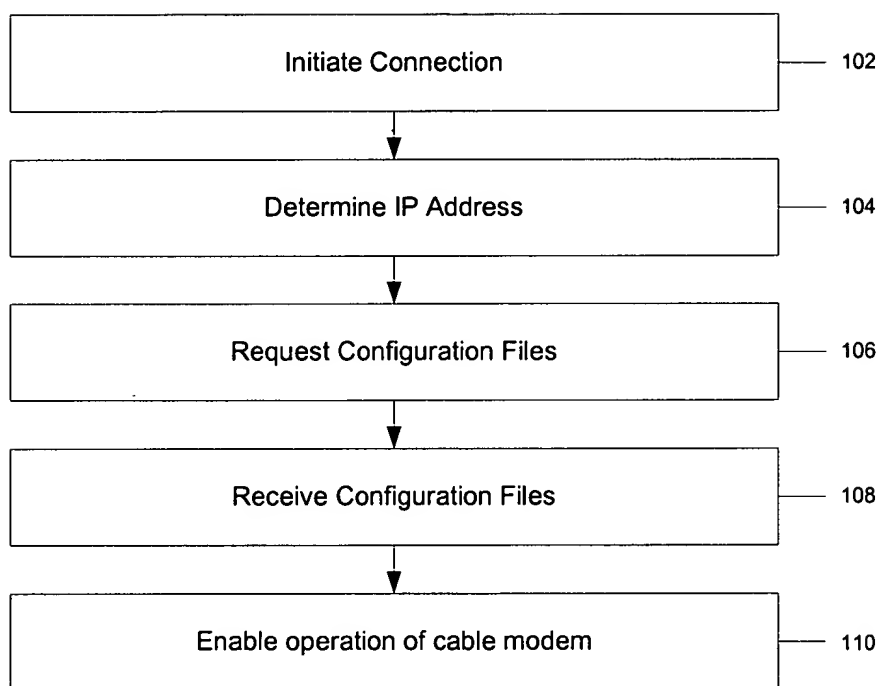 Initiate Connection
102
Determine IP Address
104
Request Configuration Files
106
Receive Configuration Files
108
Enable operation of cable modem
110